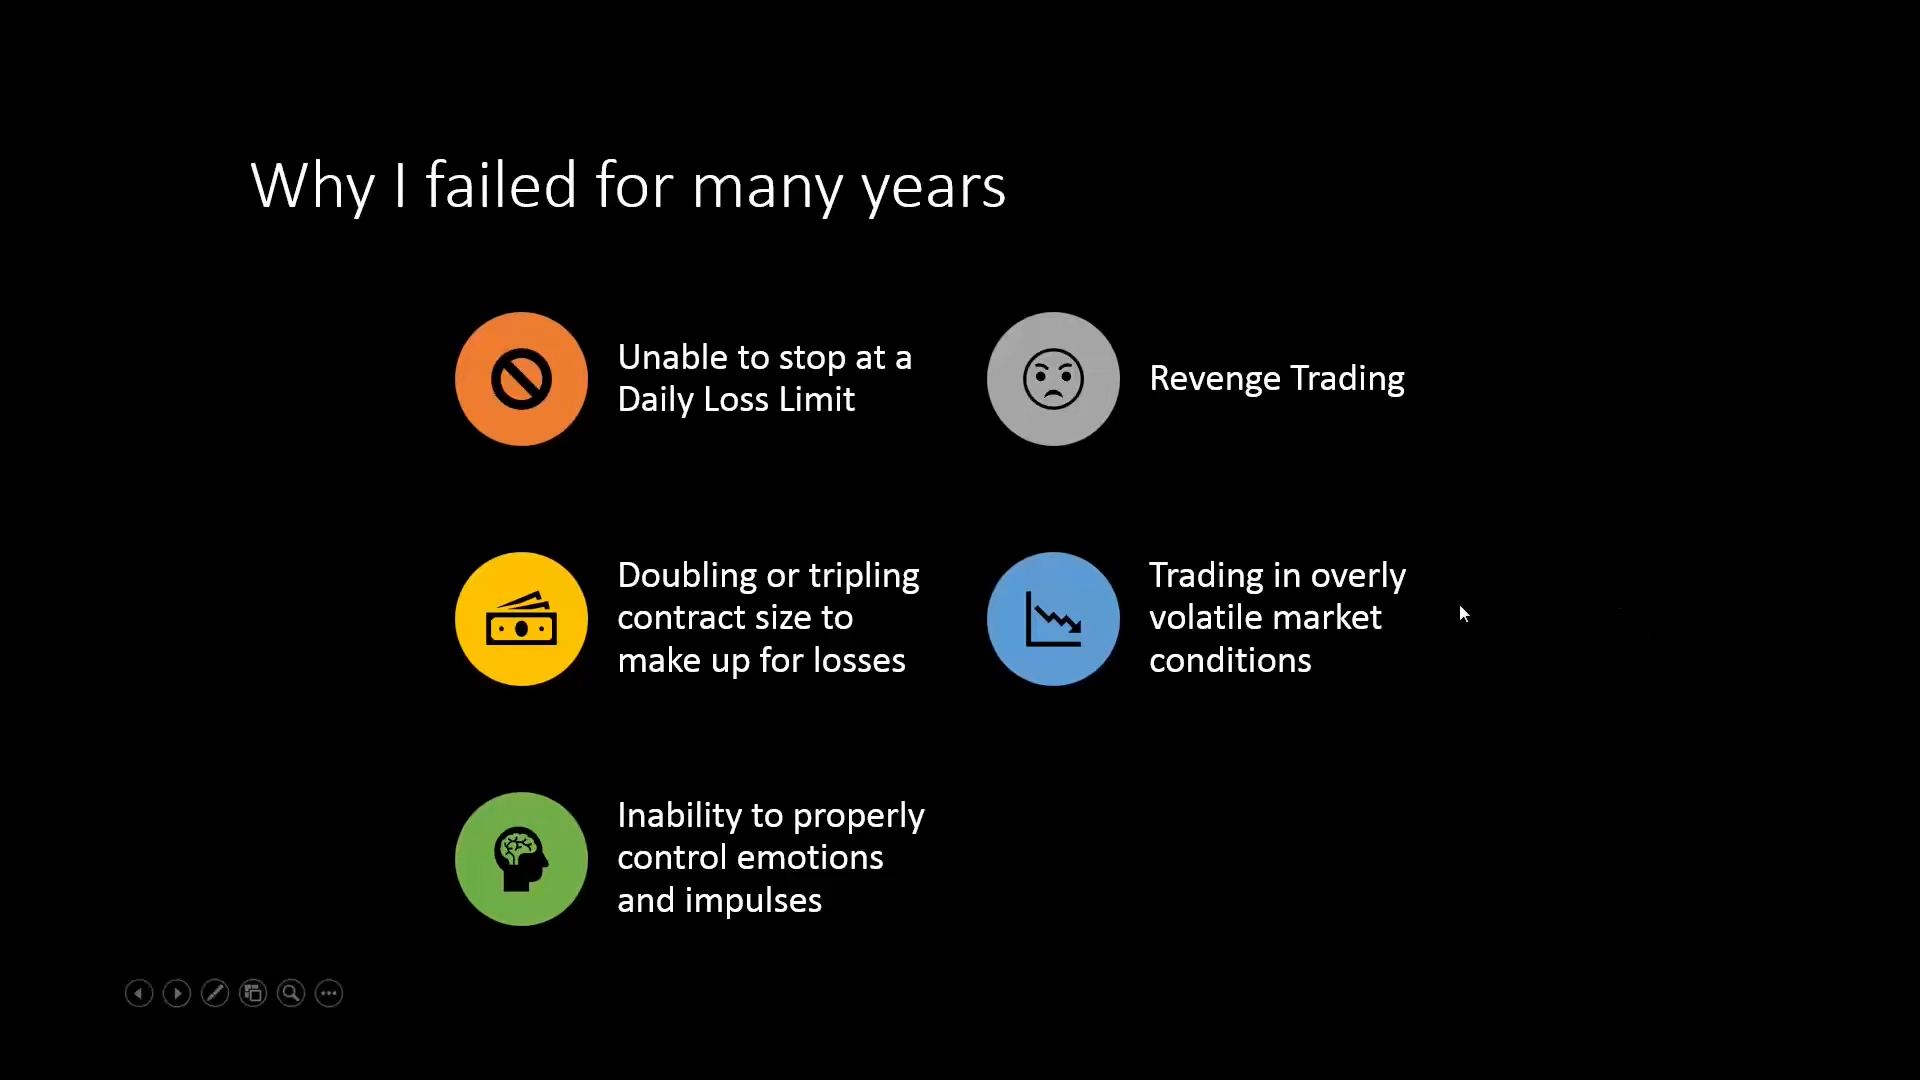 Why I failed for many years
Unable to stop at a
Daily Loss Limit
Revenge Trading
Doubling or tripling
contract size to
make up for losses
Trading in overly
volatile market
conditions
Inability to properly
control emotions
and impulses